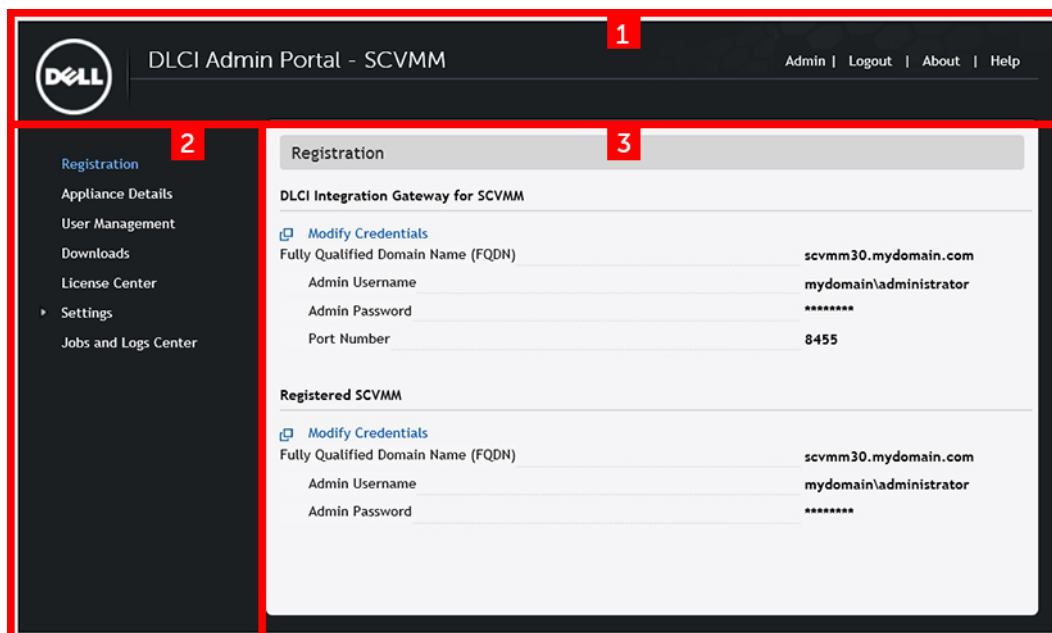 1
DELL
DLCI Admin Portal - SCVMM
Admin | Logout | About | Help
2
Registration
Appliance Details
User Management
Downloads
License Center
Settings
Jobs and Logs Center
3
Registration
DLCI Integration Gateway for SCVMM
Modify Credentials
Fully Qualified Domain Name (FQDN) scvmm30.mydomain.com
Admin Username mydomain\administrator
Admin Password ********
Port Number 8455
Registered SCVMM
Modify Credentials
Fully Qualified Domain Name (FQDN) scvmm30.mydomain.com
Admin Username mydomain\administrator
Admin Password ********